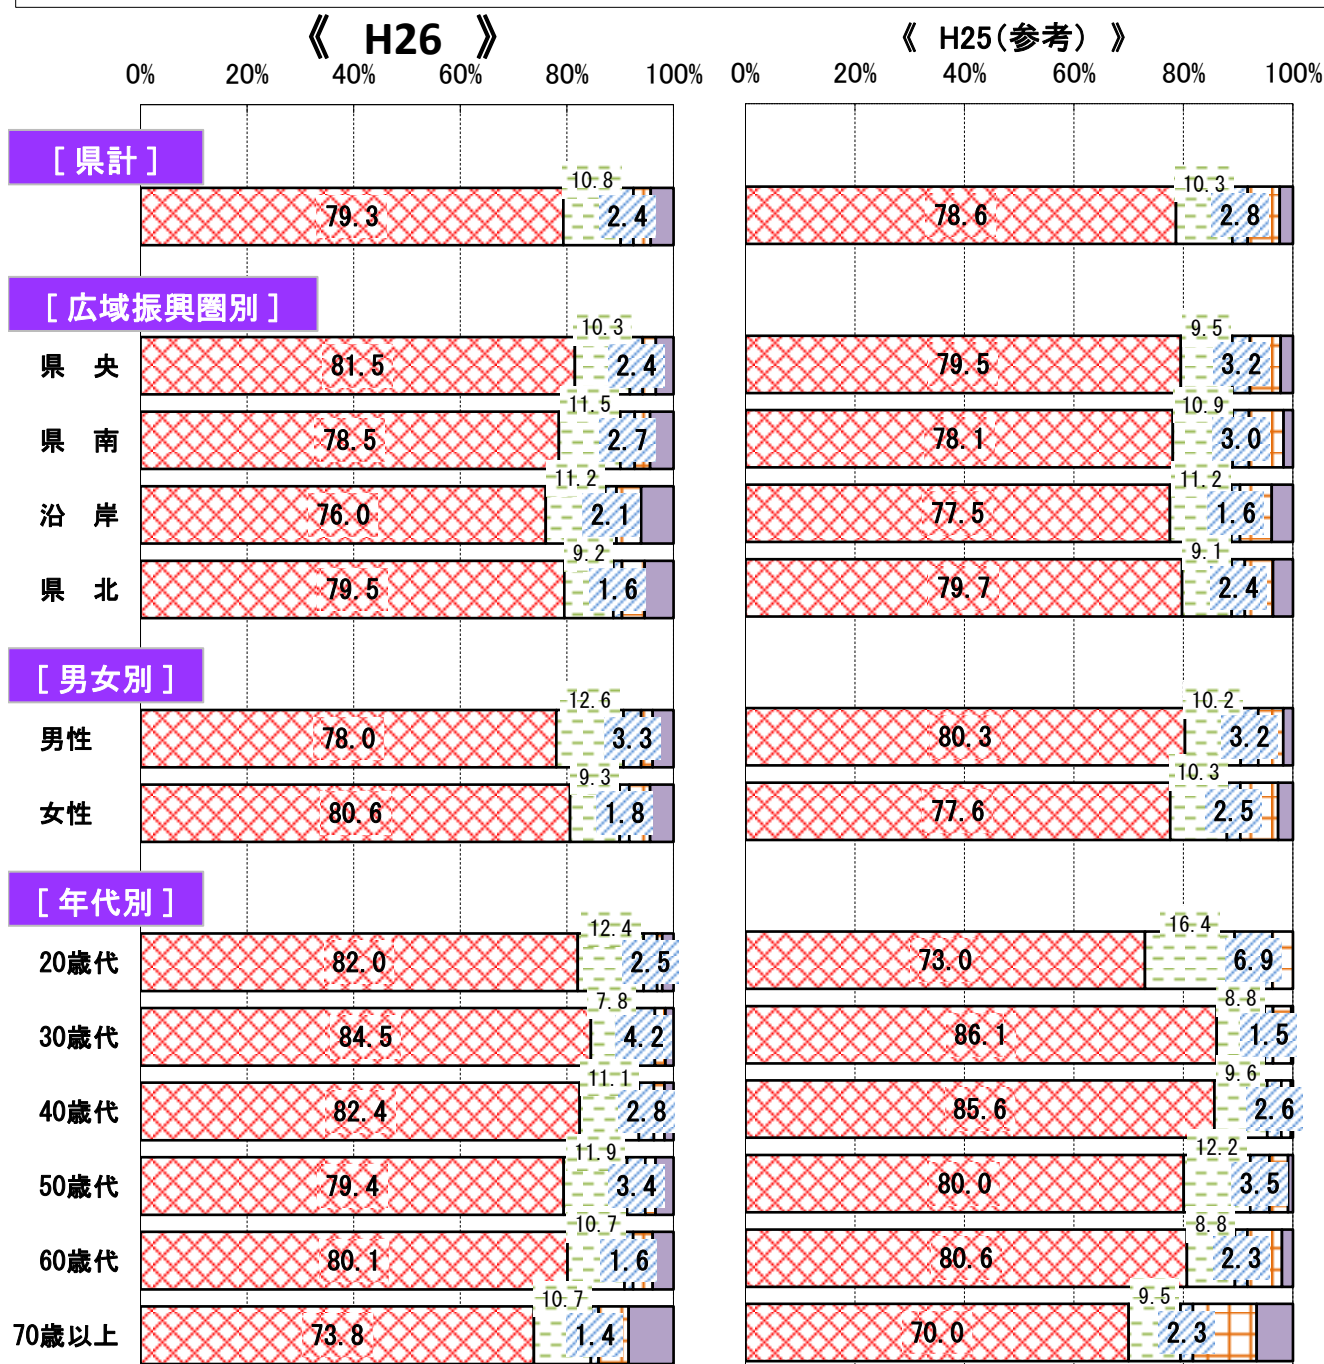 《 H26 》 《 H25（参考） 》
0% 20% 40% 60% 80% 100% 0% 20% 40% 60% 80% 100%
[ 県計 ]
10.8 10.3
79.3 2.4 78.6 2.8
[ 広域振興圏別 ]
10.3 9.5
県 央 81.5 2.4 79.5 3.2
11.5 10.9
県 南 78.5 2.7 78.1 3.0
11.2 11.2
沿 岸 76.0 2.1 77.5 1.6
9.2 9.1
県 北 79.5 1.6 79.7 2.4
[ 男女別 ]
12.6 10.2
男性 78.0 3.3 80.3 3.2
9.3 10.3
女性 80.6 1.8 77.6 2.5
[ 年代別 ]
12.4 16.4
20歳代 82.0 2.5 73.0 6.9
7.8 8.8
30歳代 84.5 4.2 86.1 1.5
11.1 9.6
40歳代 82.4 2.8 85.6 2.6
11.9 12.2
50歳代 79.4 3.4 80.0 3.5
10.7 8.8
60歳代 80.1 1.6 80.6 2.3
10.7 9.5
70歳以上 73.8 1.4 70.0 2.3